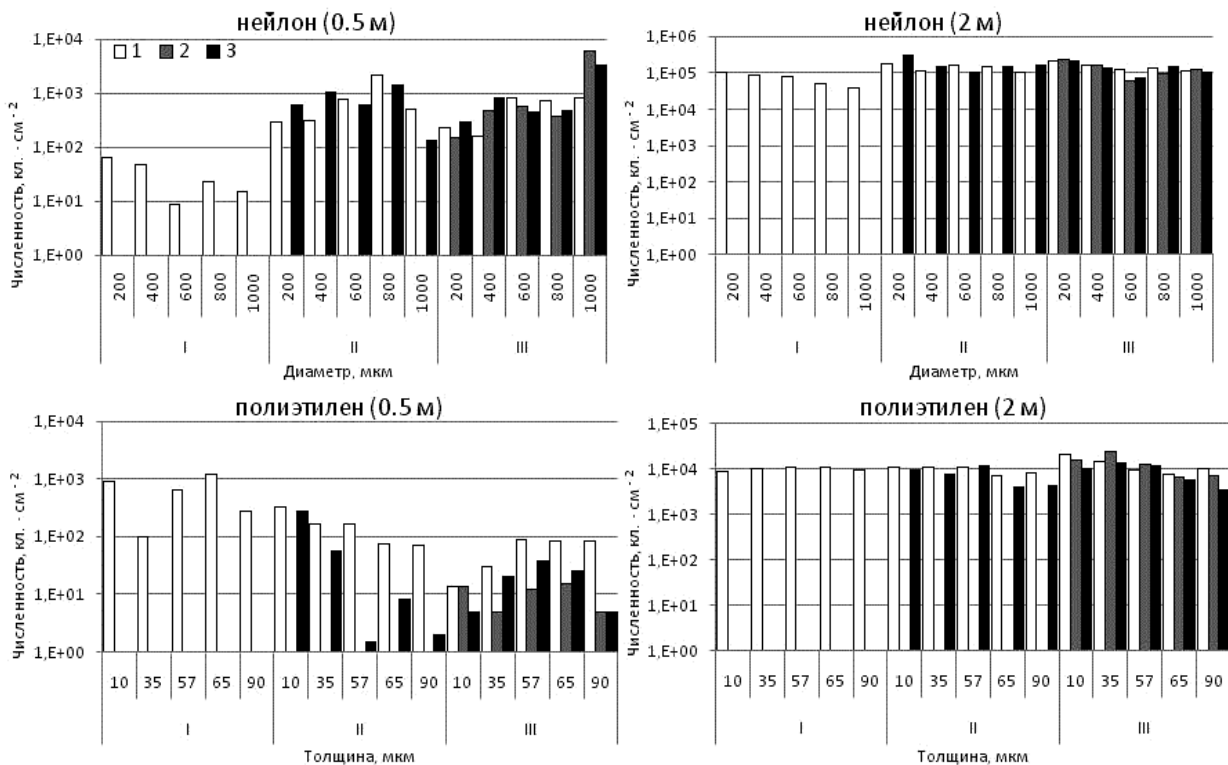 нейлон (0.5 м)
1,E+04
1 2 3
1,E+03
1,E+02
1,E+01
1,E+00
Численность, кл. - см - 2
200 400 600 800 1000 200 400 600 800 1000 200 400 600 800 1000
I II III
Диаметр, мкм
нейлон (2 м)
1,E+06
1,E+05
1,E+04
1,E+03
1,E+02
1,E+01
1,E+00
Численность, кл. - см - 2
200 400 600 800 1000 200 400 600 800 1000 200 400 600 800 1000
I II III
Диаметр, мкм
полиэтилен (0.5 м)
1,E+04
1,E+03
1,E+02
1,E+01
1,E+00
Численность, кл. - см - 2
10 35 57 65 90 10 35 57 65 90 10 35 57 65 90
I II III
Толщина, мкм
полиэтилен (2 м)
1,E+05
1,E+04
1,E+03
1,E+02
1,E+01
1,E+00
Численность, кл. - см - 2
10 35 57 65 90 10 35 57 65 90 10 35 57 65 90
I II III
Толщина, мкм